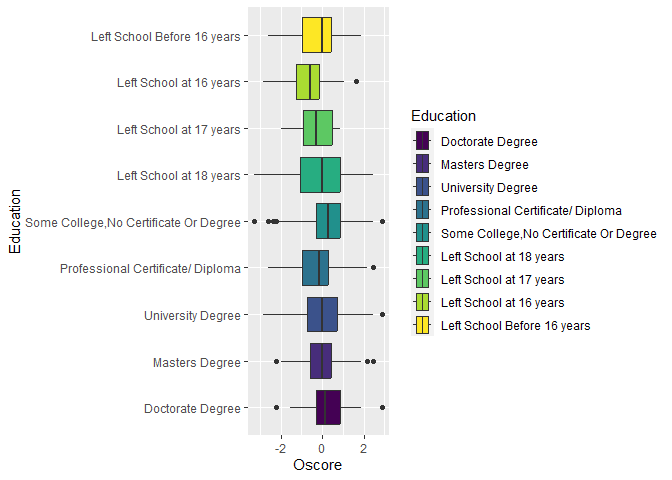 Left School Before 16 years
Left School at 16 years
Left School at 17 years
Left School at 18 years
Some College,No Certificate Or Degree
Professional Certificate/ Diploma
University Degree
Masters Degree
Doctorate Degree
Education
-2 0 2
Oscore
Education
Doctorate Degree
Masters Degree
University Degree
Professional Certificate/ Diploma
Some College,No Certificate Or Degree
Left School at 18 years
Left School at 17 years
Left School at 16 years
Left School Before 16 years